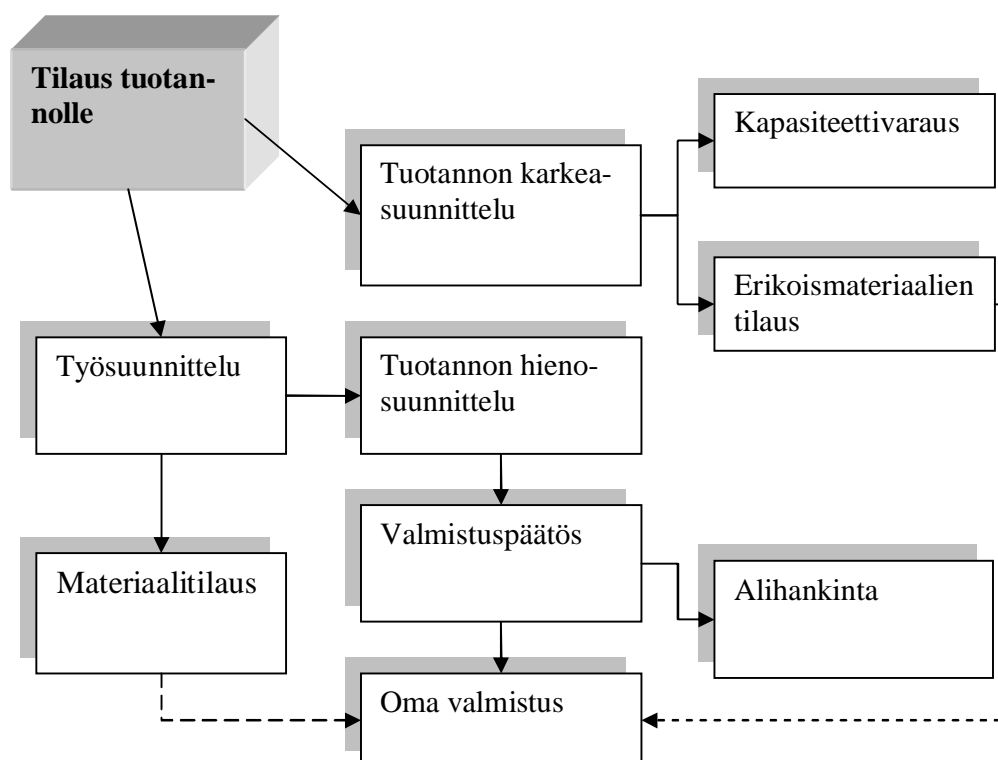 Tilaus tuotan-
nolle
Kapasiteettivaraus
Tuotannon karkea-
suunnittelu
Erikoismateriaalien
tilaus
Työsuunnittelu
Tuotannon hieno-
suunnittelu
Valmistuspäätös
Materiaalitilaus
Alihankinta
Oma valmistus